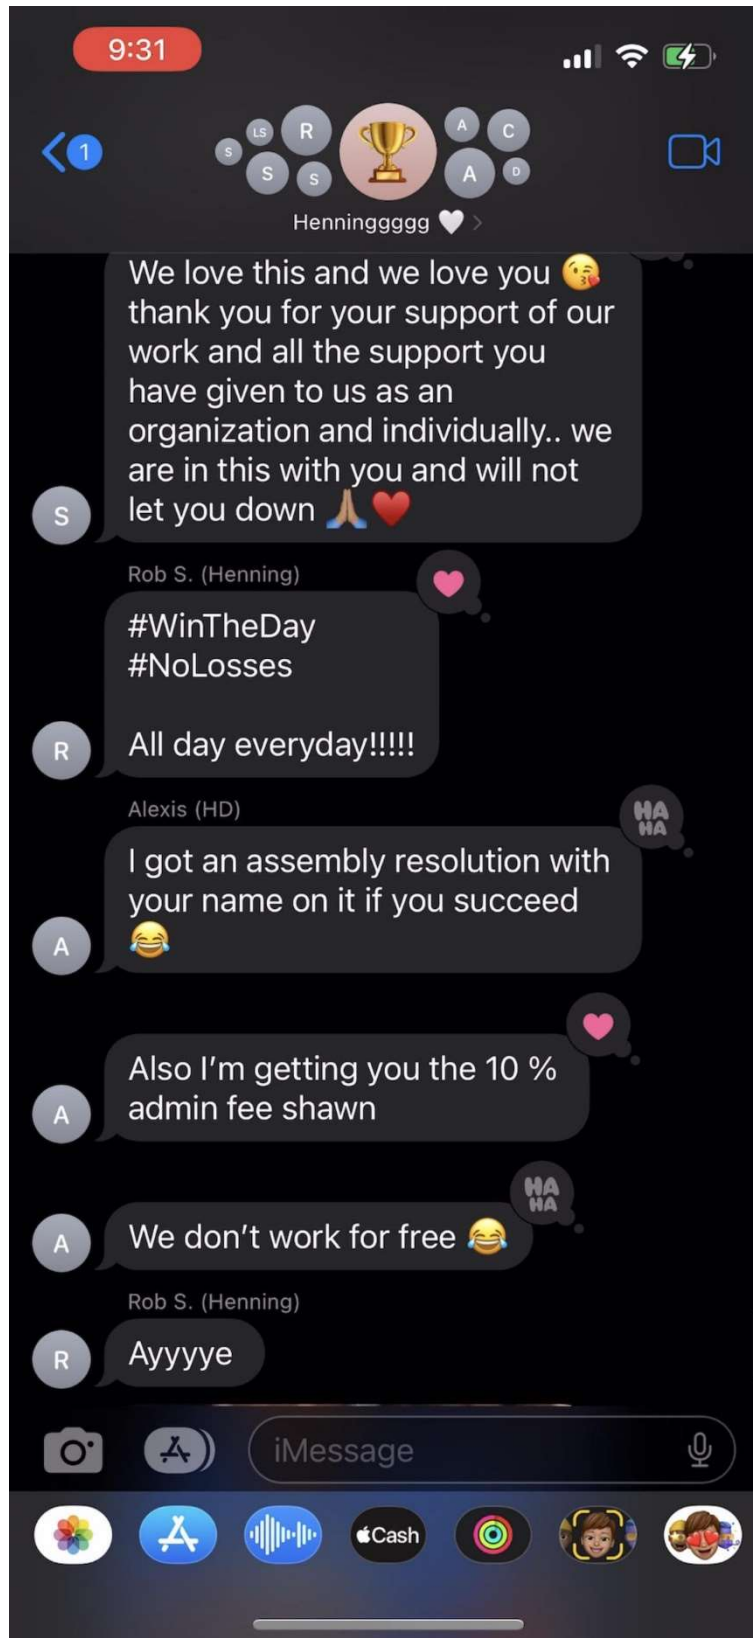 9:31
1
LS
R
A
C
S
S
S
A
D
Henninggggg 🤍 >
We love this and we love you 😘
thank you for your support of our
work and all the support you
have given to us as an
organization and individually.. we
are in this with you and will not
let you down 🙏🏽♥️
S
Rob S. (Henning)
#WinTheDay
#NoLosses
All day everyday!!!!!
R
Alexis (HD)
HA
HA
I got an assembly resolution with
your name on it if you succeed
😂
A
Also I'm getting you the 10 %
admin fee shawn
A
HA
HA
We don't work for free 😂
A
Rob S. (Henning)
Ayyyye
R
iMessage
Cash